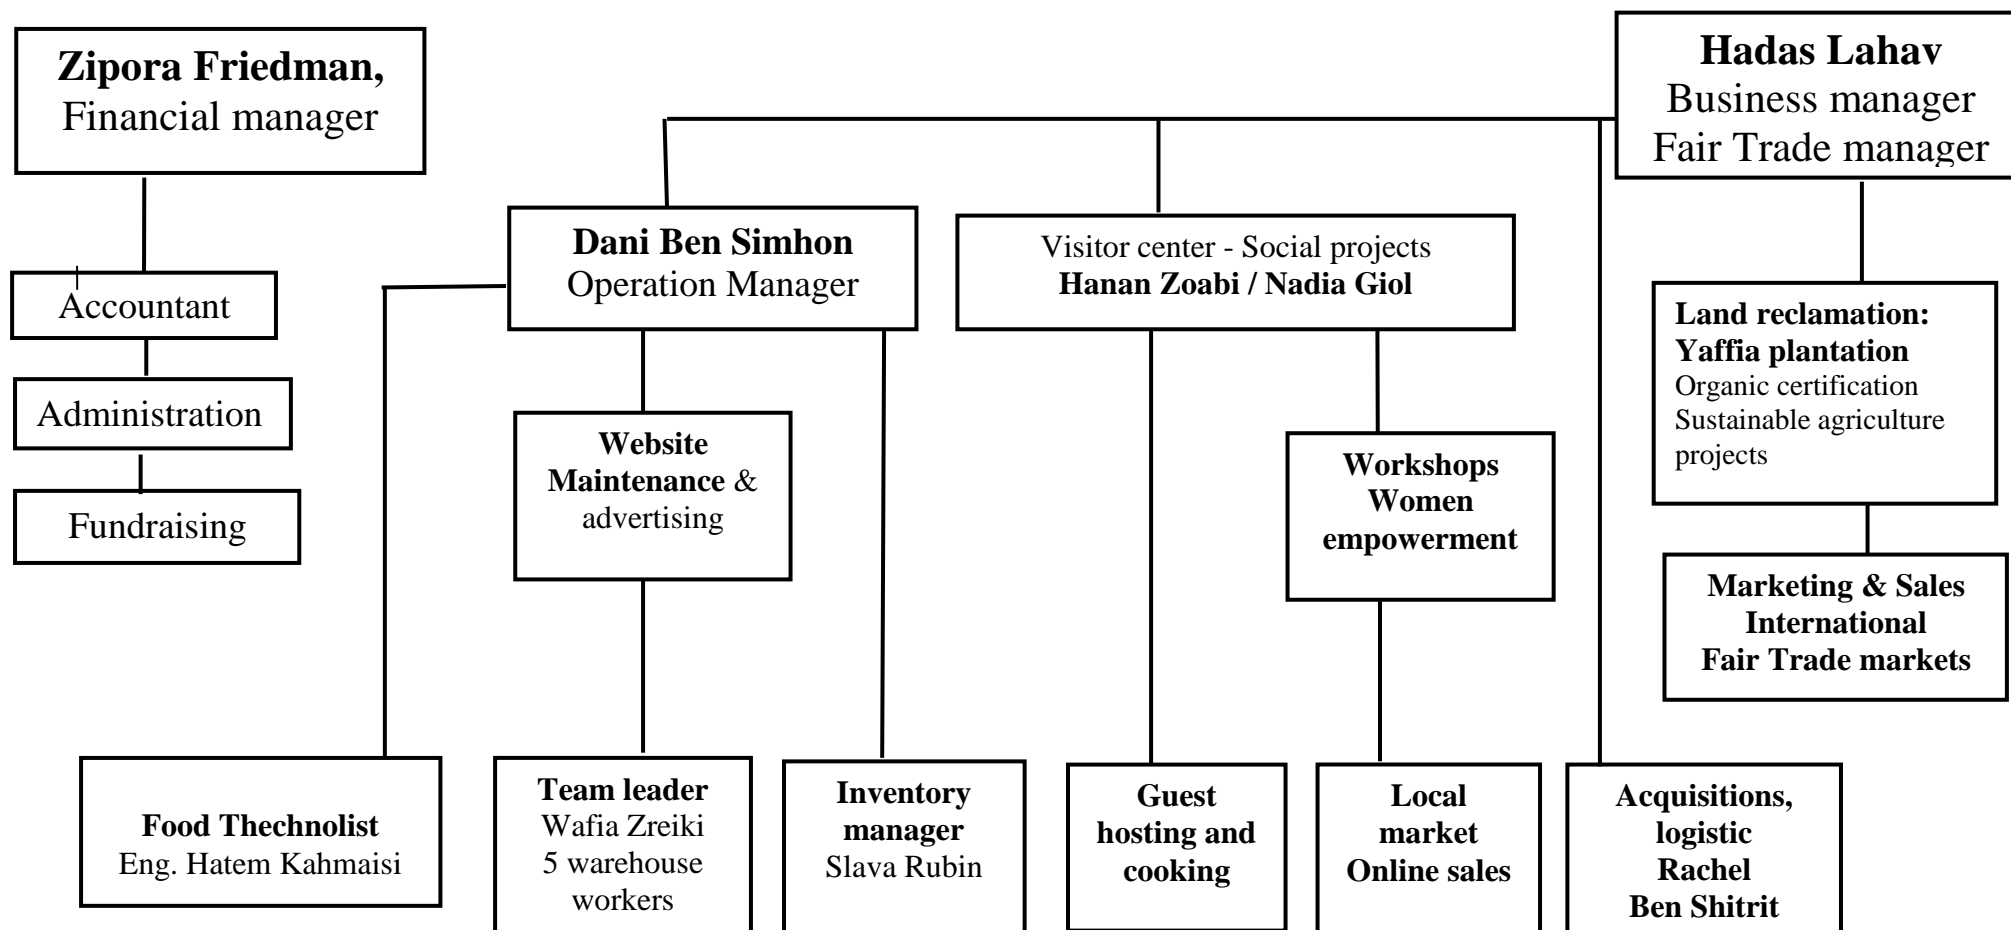 Zipora Friedman,
Financial manager
Hadas Lahav
Business manager
Fair Trade manager
Dani Ben Simhon
Operation Manager
Visitor center - Social projects
Hanan Zoabi / Nadia Giol
Accountant
Administration
Fundraising
Land reclamation:
Yaffia plantation
Organic certification
Sustainable agriculture
projects
Website
Maintenance &
advertising
Workshops
Women
empowerment
Marketing & Sales
International
Fair Trade markets
Food Thechnolist
Eng. Hatem Kahmaisi
Team leader
Wafia Zreiki
5 warehouse
workers
Inventory
manager
Slava Rubin
Guest
hosting and
cooking
Local
market
Online sales
Acquisitions,
logistic
Rachel
Ben Shitrit